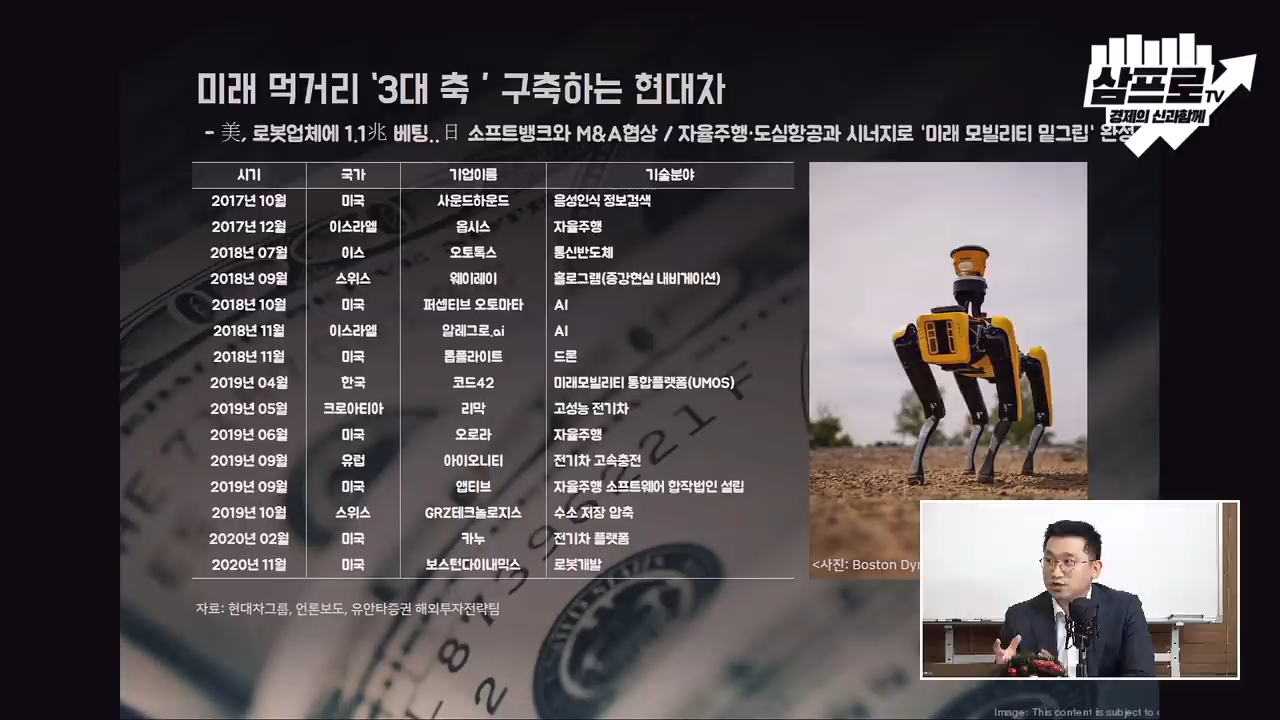 미래 먹거리 '3대 축 ' 구축하는 현대차
삼프로TV
경제의 신과함께
- 美, 로봇업체에 1.1兆 베팅..日 소프트뱅크와 M&A협상 / 자율주행·도심항공과 시너지로 '미래 모빌리티 밑그림' 완성
시기 국가 기업이름 기술분야
2017년 10월 미국 사운드하운드 음성인식 정보검색
2017년 12월 이스라엘 옵시스 자율주행
2018년 07월 이스 오토톡스 통신반도체
2018년 09월 스위스 웨이레이 홀로그램(증강현실 내비게이션)
2018년 10월 미국 퍼셉티브 오토마타 AI
2018년 11월 이스라엘 알레그로.ai AI
2018년 11월 미국 톱플라이트 드론
2019년 04월 한국 코드42 미래모빌리티 통합플랫폼(UMOS)
2019년 05월 크로아티아 리막 고성능 전기차
2019년 06월 미국 오로라 자율주행
2019년 09월 유럽 아이오니티 전기차 고속충전
2019년 09월 미국 앱티브 자율주행 소프트웨어 합작법인 설립
2019년 10월 스위스 GRZ테크놀로지스 수소 저장 압축
2020년 02월 미국 카누 전기차 플랫폼
2020년 11월 미국 보스턴다이내믹스 로봇개발
<사진: Boston Dyn
자료: 현대차그룹, 언론보도, 유안타증권 해외투자전략팀
Image: This content is subject to c